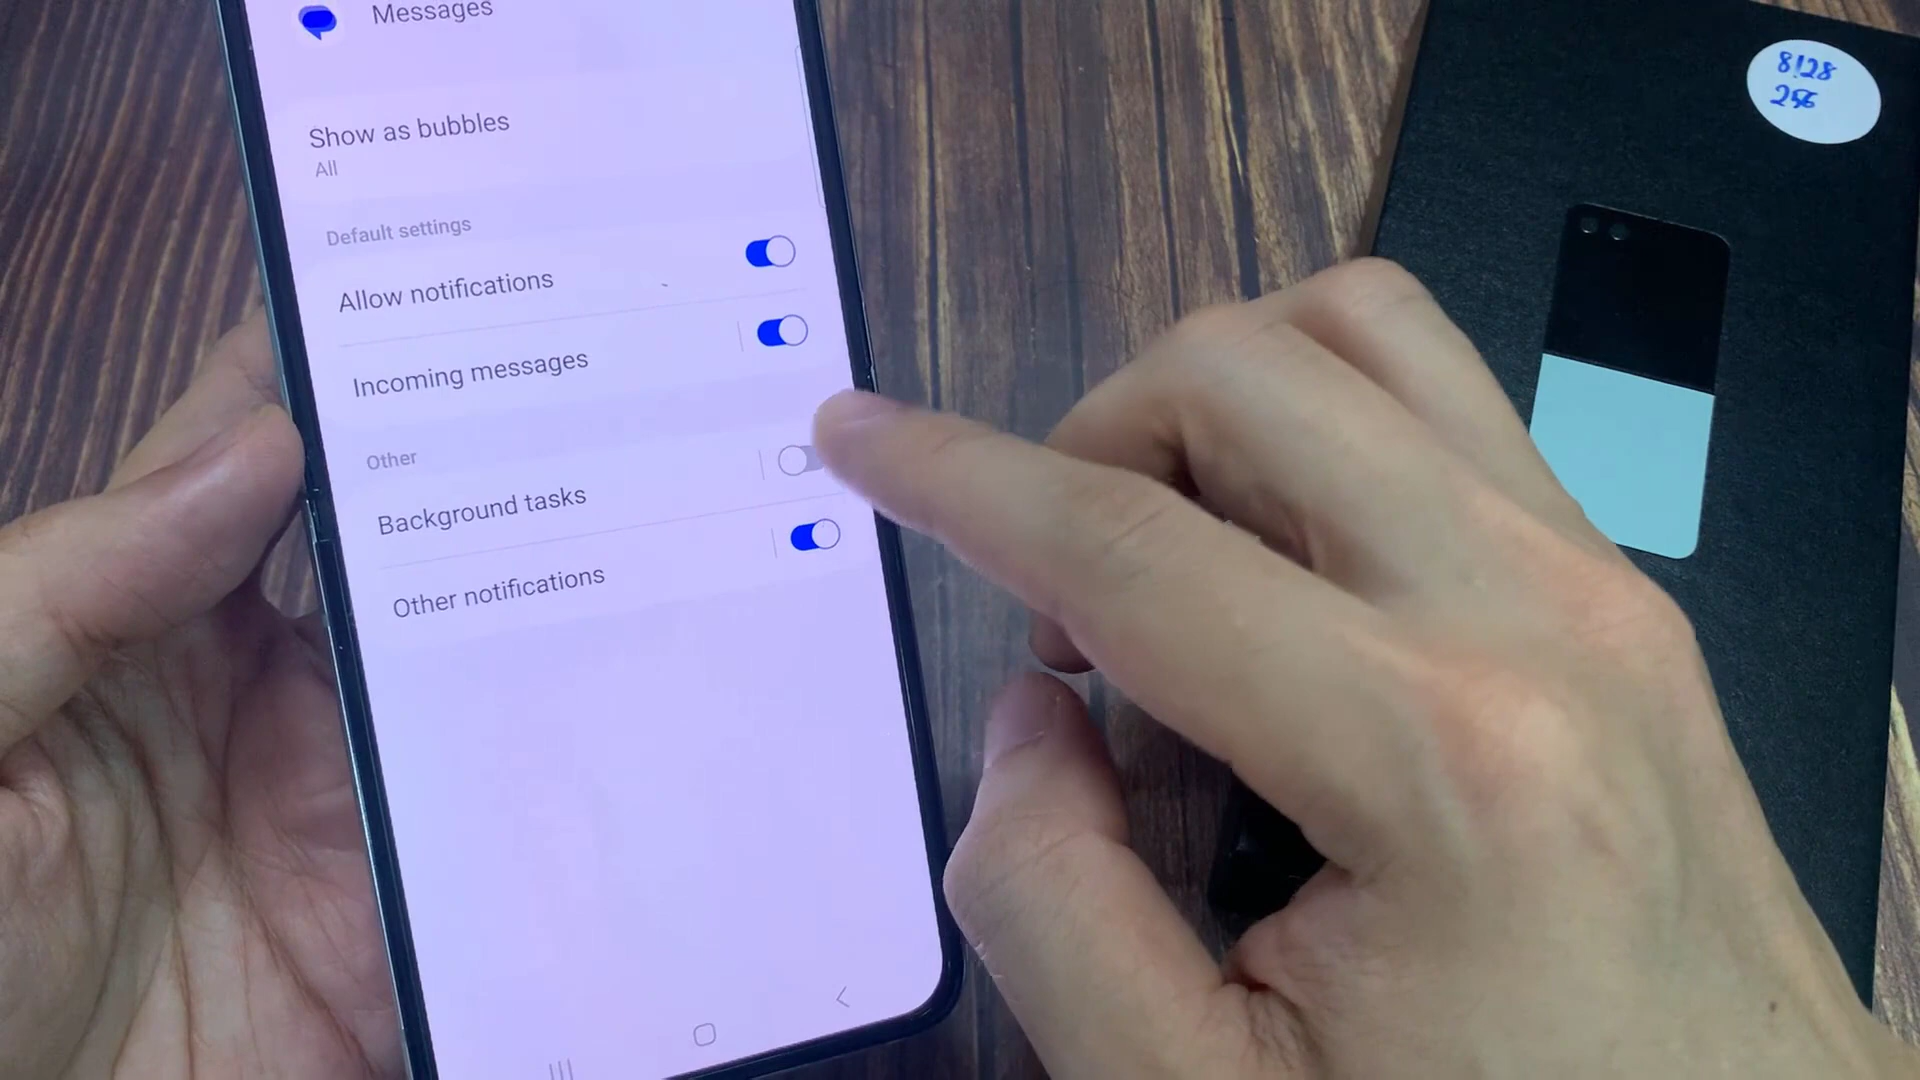 Messages
Show as bubbles
All
Default settings
Allow notifications
Incoming messages
Other
Background tasks
Other notifications
8128
256